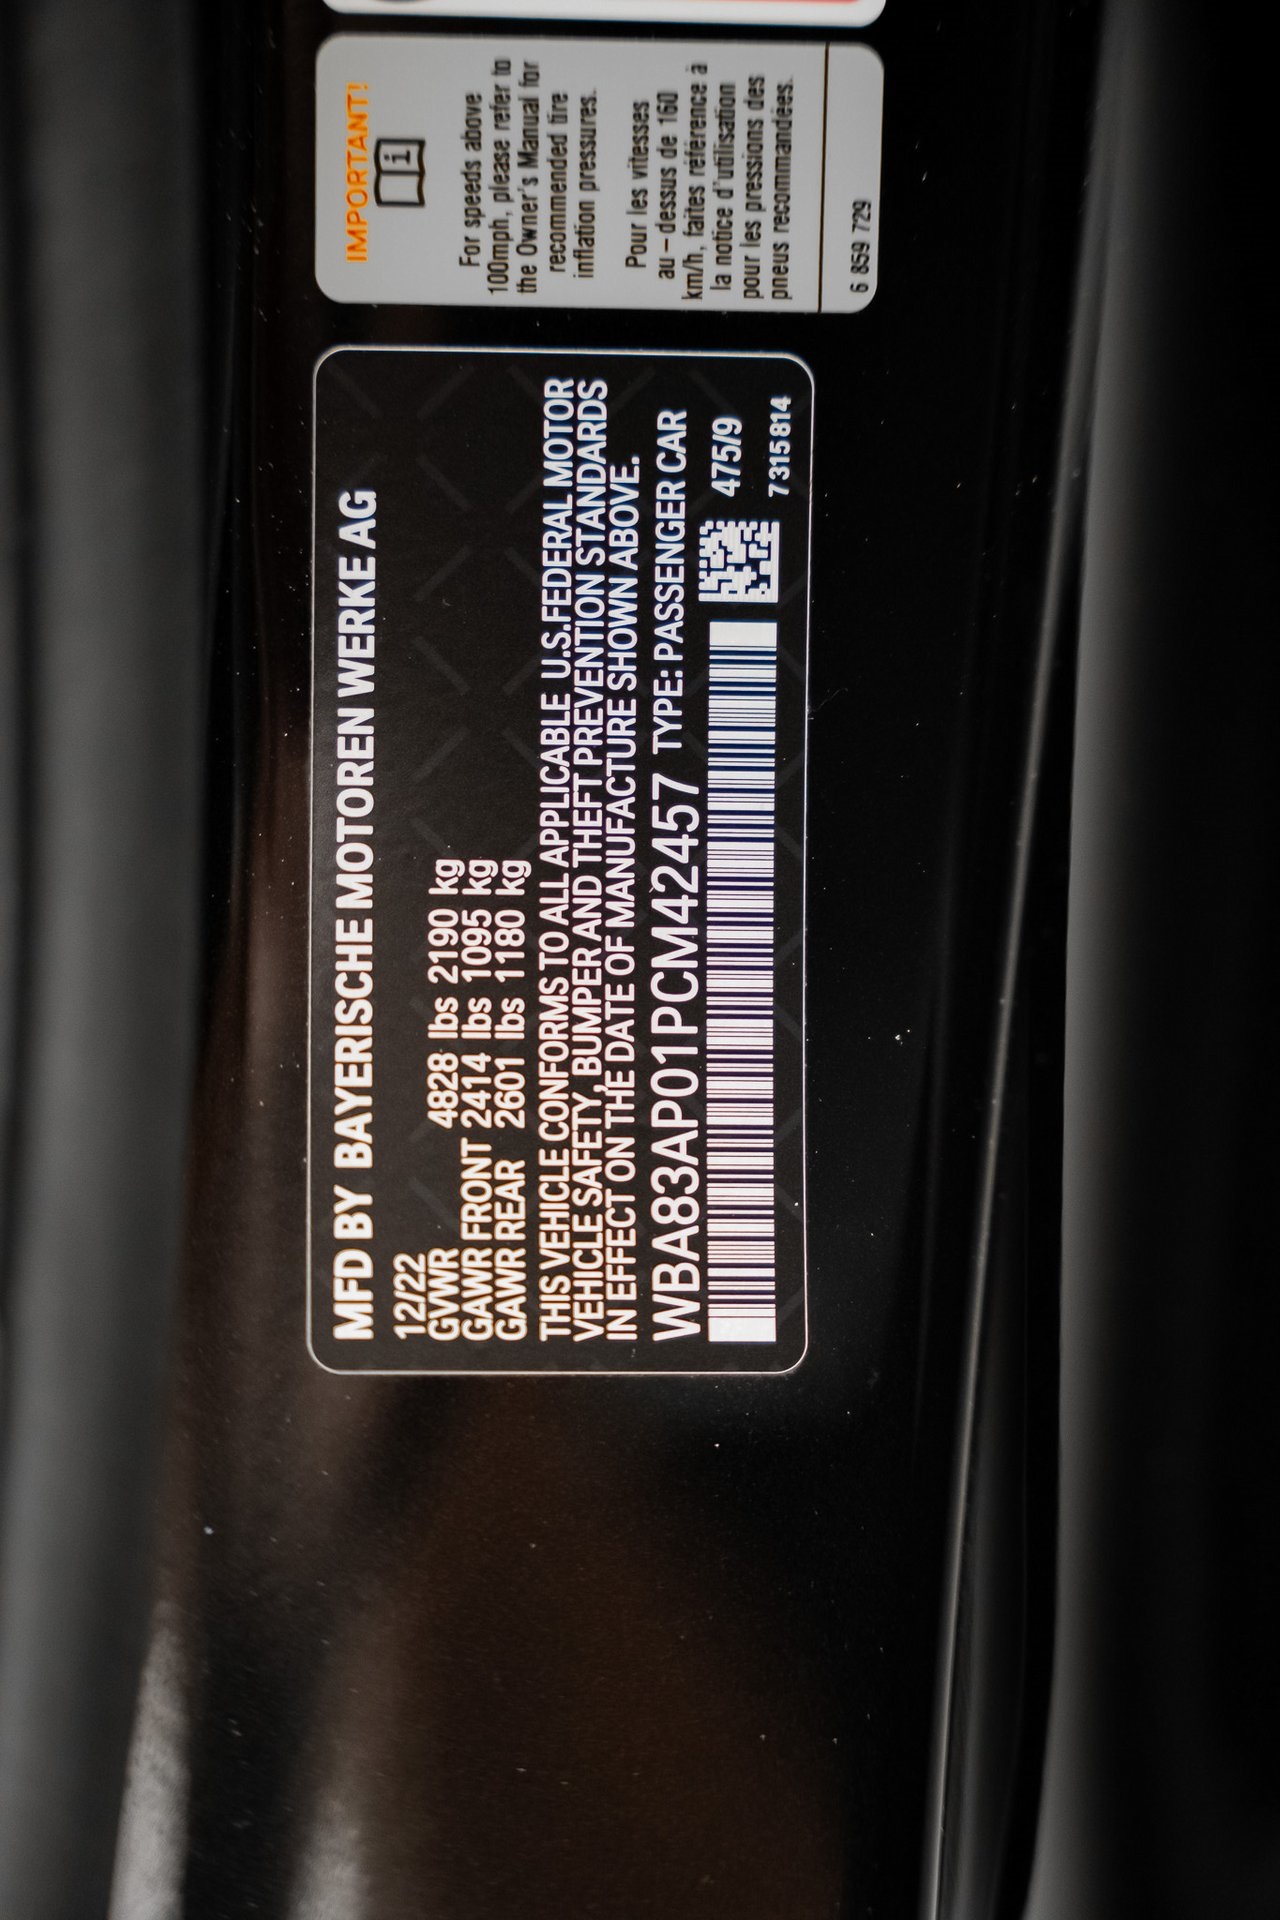 MFD BY BAYERISCHE MOTOREN WERKE AG
12/22
GVWR 4828 lbs 2190 kg
GAWR FRONT 2414 lbs 1095 kg
GAWR REAR 2601 lbs 1180 kg
THIS VEHICLE CONFORMS TO ALL APPLICABLE U.S.FEDERAL MOTOR
VEHICLE SAFETY, BUMPER AND THEFT PREVENTION STANDARDS
IN EFFECT ON THE DATE OF MANUFACTURE SHOWN ABOVE.
WBA83AP01PCM42457 TYPE: PASSENGER CAR
475/9
7315814
IMPORTANT!
i
For speeds above
100mph, please refer to
the Owner's Manual for
recommended tire
inflation pressures.
Pour les vitesses
au-dessus de 160
km/h, faites référence à
la notice d'utilisation
pour les pressions des
pneus recommandées.
6 859 729